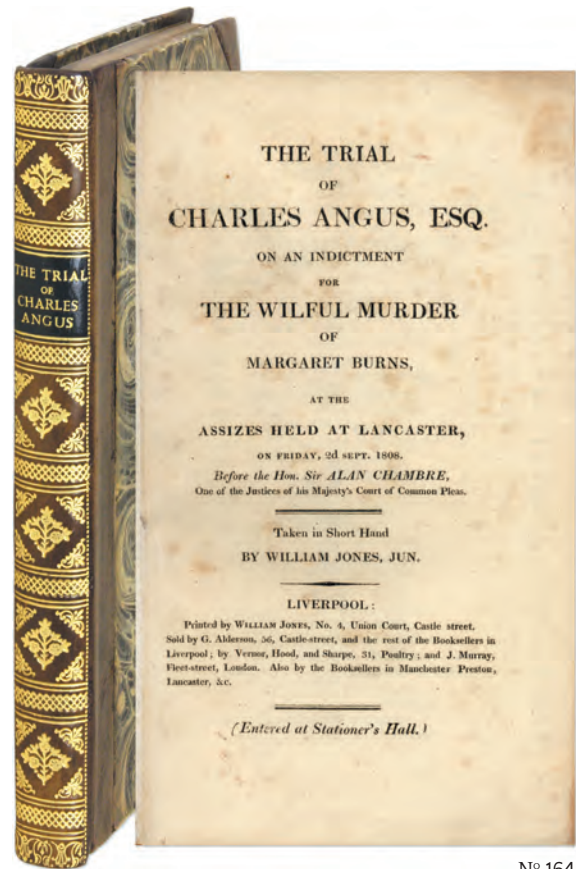 THE TRIAL
OF
CHARLES
ANGUS
THE TRIAL
OF
CHARLES ANGUS, ESQ.
ON AN INDICTMENT
FOR
THE WILFUL MURDER
OF
MARGARET BURNS,
AT THE
ASSIZES HELD AT LANCASTER,
ON FRIDAY, 2d SEPT. 1808.
Before the Hon. Sir ALAN CHAMBRE,
One of the Justices of his Majesty's Court of Common Pleas.
Taken in Short Hand
BY WILLIAM JONES, JUN.
LIVERPOOL:
Printed by WILLIAM JONES, No. 4, Union Court, Castle street,
Sold by G. Ahlerson, 56, Castle-street, and the rest of the Booksellers in
Liverpool; by Vernor, Hood, and Sharpe, 31, Poultry; and J. Murray,
Fleet-street, London. Also by the Booksellers in Manchester Preston,
Lancaster, &c.
(Entered at Stationer's Hall.)
Nº 164